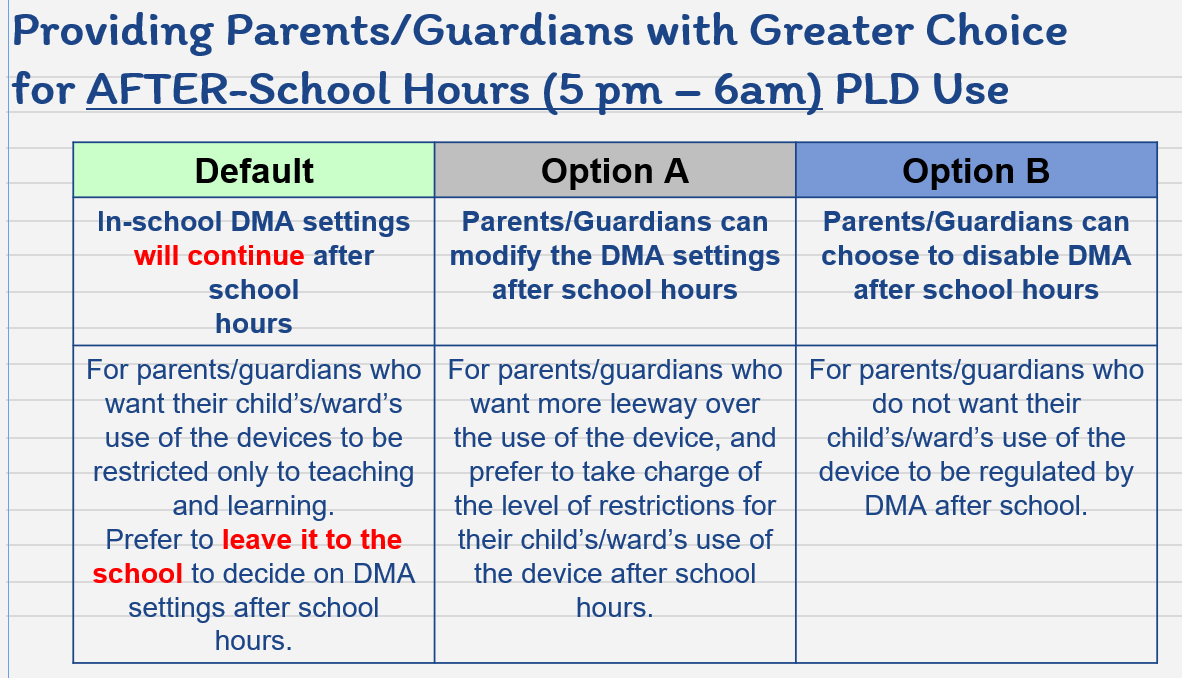 Providing Parents/Guardians with Greater Choice
for AFTER-School Hours (5 pm – 6am) PLD Use
Default
Option A
Option B
In-school DMA settings
will continue after
school
hours
Parents/Guardians can
modify the DMA settings
after school hours
Parents/Guardians can
choose to disable DMA
after school hours
For parents/guardians who
want their child’s/ward’s
use of the devices to be
restricted only to teaching
and learning.
Prefer to leave it to the
school to decide on DMA
settings after school
hours.
For parents/guardians who
want more leeway over
the use of the device, and
prefer to take charge of
the level of restrictions for
their child’s/ward’s use of
the device after school
hours.
For parents/guardians who
do not want their
child’s/ward’s use of the
device to be regulated by
DMA after school.